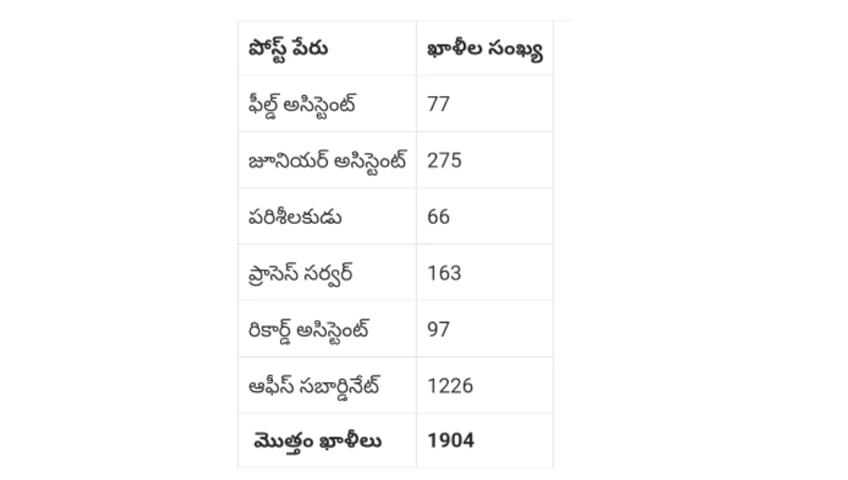 పోస్ట్ పేరు ఖాళీల సంఖ్య
ఫీల్డ్ అసిస్టెంట్ 77
జూనియర్ అసిస్టెంట్ 275
పరిశీలకుడు 66
ప్రాసెస్ సర్వర్ 163
రికార్డ్ అసిస్టెంట్ 97
ఆఫీస్ సబార్డినేట్ 1226
మొత్తం ఖాళీలు 1904